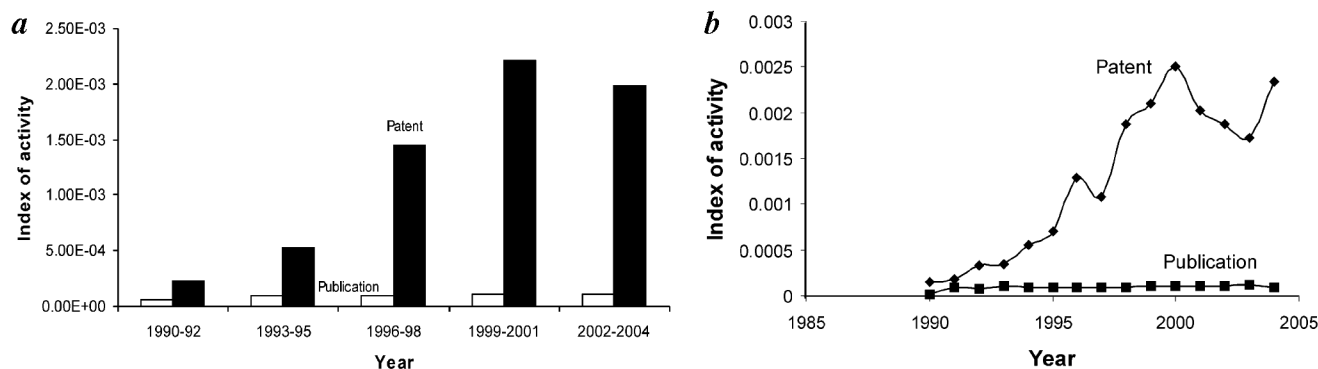 a
2.50E-03
2.00E-03
1.50E-03
1.00E-03
5.00E-04
0.00E+00
Index of activity
Patent
Publication
1990-92 1993-95 1996-98 1999-2001 2002-2004
Year
b
0.003
0.0025
0.002
0.0015
0.001
0.0005
0
Index of activity
Patent
Publication
1985 1990 1995 2000 2005
Year